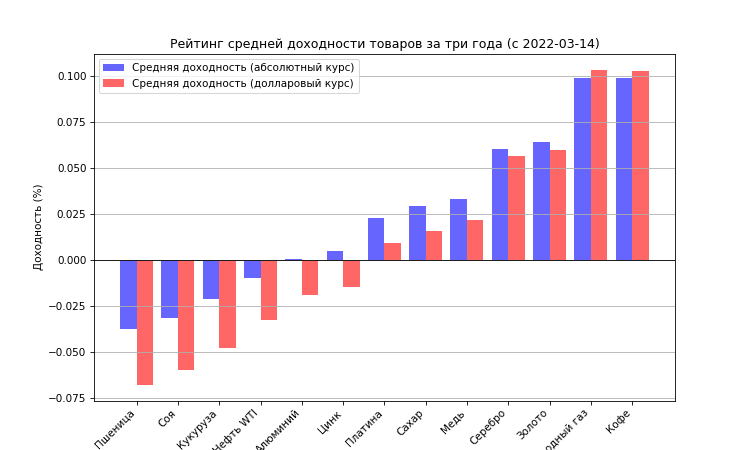 Рейтинг средней доходности товаров за три года (с 2022-03-14)
Средняя доходность (абсолютный курс)
Средняя доходность (долларовый курс)
Доходность (%)
0.100
0.075
0.050
0.025
0.000
−0.025
−0.050
−0.075
Пшеница
Соя
Кукуруза
Нефть WTI
Алюминий
Цинк
Платина
Сахар
Медь
Серебро
Золото
одный газ
Кофе